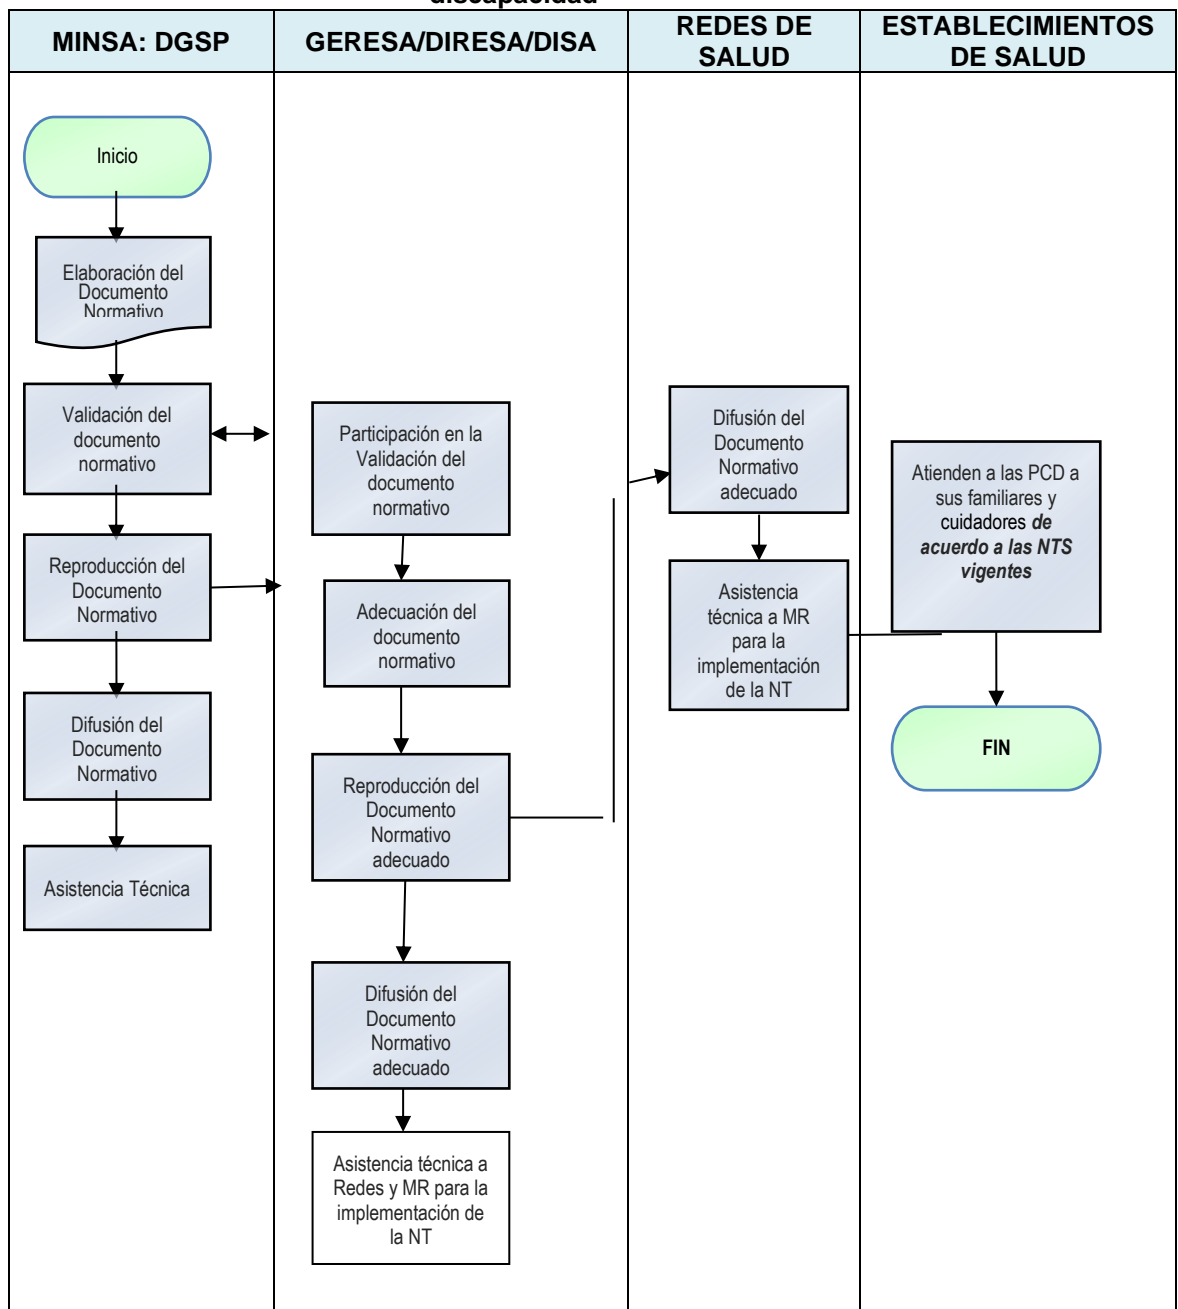 discapacidad
MINSA: DGSP
GERESA/DIRESA/DISA
REDES DE
SALUD
ESTABLECIMIENTOS
DE SALUD
Inicio
Elaboración del
Documento
Normativo
Validación del
documento
normativo
Reproducción del
Documento
Normativo
Difusión del
Documento
Normativo
Asistencia Técnica
Participación en la
Validación del
documento
normativo
Adecuación del
documento
normativo
Reproducción del
Documento
Normativo
adecuado
Difusión del
Documento
Normativo
adecuado
Asistencia técnica a
Redes y MR para la
implementación de
la NT
Difusión del
Documento
Normativo
adecuado
Asistencia
técnica a MR
para la
implementación
de la NT
Atienden a las PCD a
sus familiares y
cuidadores de
acuerdo a las NTS
vigentes
FIN